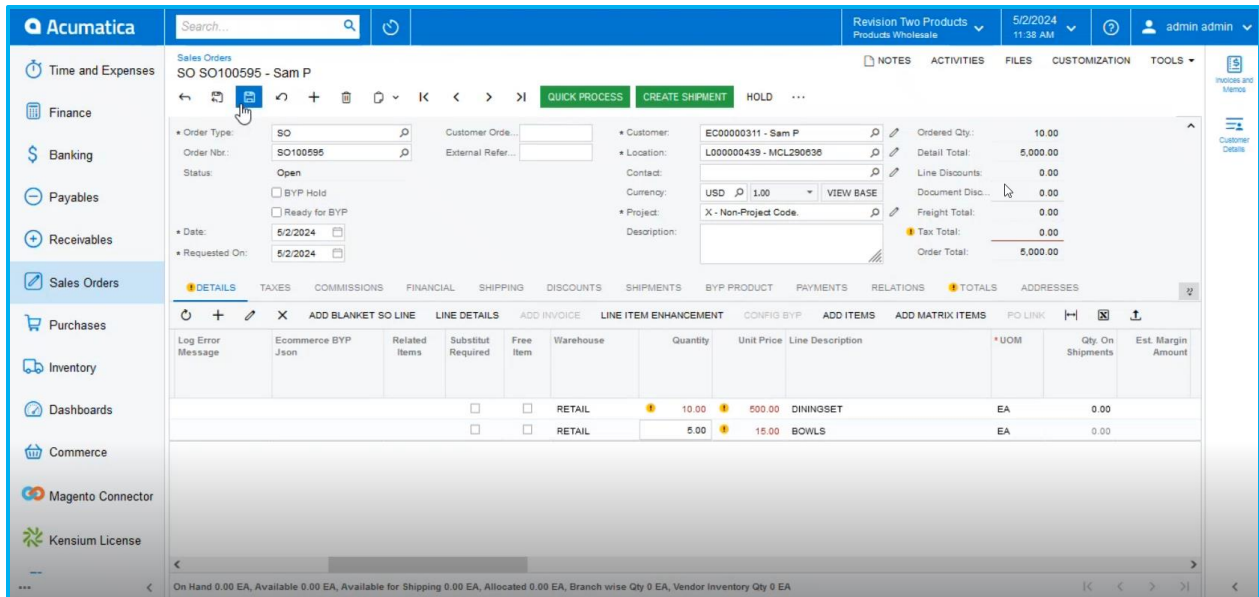 Acumatica
Search...
Revision Two Products
Products Wholesale
5/2/2024
11:38 AM
admin admin
Time and Expenses
Finance
Banking
Payables
Receivables
Sales Orders
Purchases
Inventory
Dashboards
Commerce
Magento Connector
Kensium License
Sales Orders
SO SO100595 - Sam P
NOTES ACTIVITIES FILES CUSTOMIZATION TOOLS
QUICK PROCESS CREATE SHIPMENT HOLD ...
* Order Type: SO
Order Nbr.: SO100595
Status: Open
BYP Hold
Ready for BYP
* Date: 5/2/2024
* Requested On: 5/2/2024
Customer Orde...
External Refer...
* Customer: EC00000311 - Sam P
* Location: L000000439 - MCL290636
Contact:
Currency: USD 1.00 VIEW BASE
* Project: X - Non-Project Code.
Description:
Ordered Qty.: 10.00
Detail Total: 5,000.00
Line Discounts: 0.00
Document Disc... 0.00
Freight Total: 0.00
Tax Total: 0.00
Order Total: 5,000.00
Invoices and
Memos
Customer
Details
DETAILS TAXES COMMISSIONS FINANCIAL SHIPPING DISCOUNTS SHIPMENTS BYP PRODUCT PAYMENTS RELATIONS TOTALS ADDRESSES
ADD BLANKET SO LINE LINE DETAILS ADD INVOICE LINE ITEM ENHANCEMENT CONFIG BYP ADD ITEMS ADD MATRIX ITEMS PO LINK
Log Error Message Ecommerce BYP Json Related Items Substitut Required Free Item Warehouse Quantity Unit Price Line Description * UOM Qty. On Shipments Est. Margin Amount
RETAIL 10.00 500.00 DININGSET EA 0.00
RETAIL 5.00 15.00 BOWLS EA 0.00
On Hand 0.00 EA, Available 0.00 EA, Available for Shipping 0.00 EA, Allocated 0.00 EA, Branch wise Qty 0 EA, Vendor Inventory Qty 0 EA